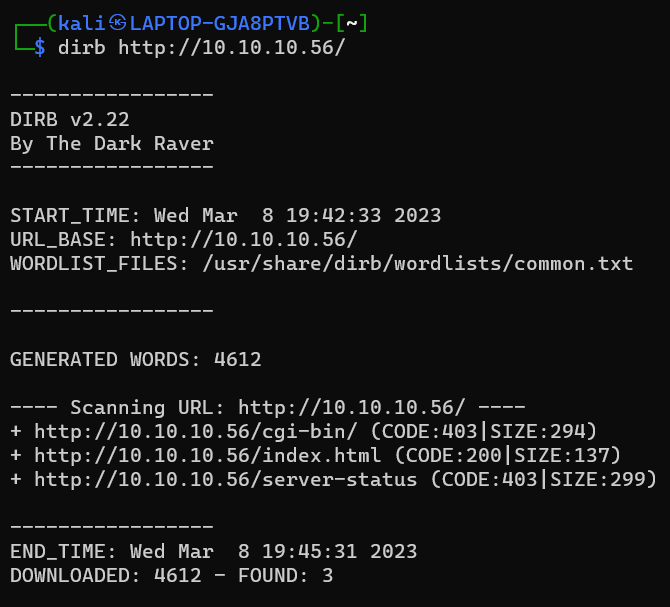 ┌──(kali㉿LAPTOP-GJA8PTVB)-[~]
└─$ dirb http://10.10.10.56/
-----------------
DIRB v2.22
By The Dark Raver
-----------------
START_TIME: Wed Mar  8 19:42:33 2023
URL_BASE: http://10.10.10.56/
WORDLIST_FILES: /usr/share/dirb/wordlists/common.txt
-----------------
GENERATED WORDS: 4612
---- Scanning URL: http://10.10.10.56/ ----
+ http://10.10.10.56/cgi-bin/ (CODE:403|SIZE:294)
+ http://10.10.10.56/index.html (CODE:200|SIZE:137)
+ http://10.10.10.56/server-status (CODE:403|SIZE:299)
-----------------
END_TIME: Wed Mar  8 19:45:31 2023
DOWNLOADED: 4612 - FOUND: 3